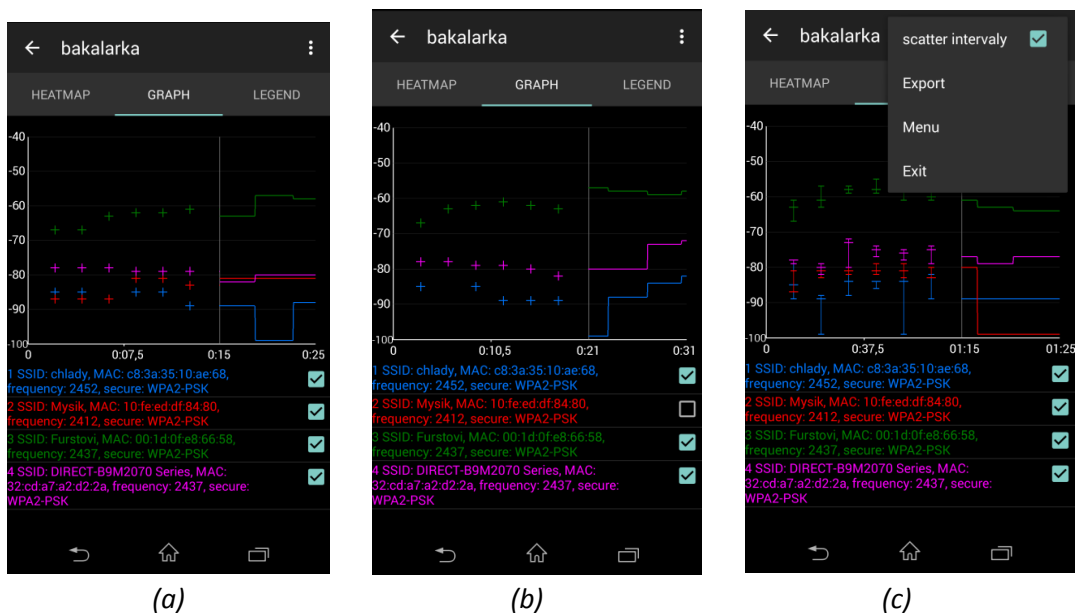 bakalarka
HEATMAP GRAPH LEGEND
-40
-50
-60
-70
-80
-90
-100
0 0:07,5 0:15 0:25
1 SSID: chlady, MAC: c8:3a:35:10:ae:68,
frequency: 2452, secure: WPA2-PSK
2 SSID: Mysik, MAC: 10:fe:ed:df:84:80,
frequency: 2412, secure: WPA2-PSK
3 SSID: Furstovi, MAC: 00:1d:0f:e8:66:58,
frequency: 2437, secure: WPA2-PSK
4 SSID: DIRECT-B9M2070 Series, MAC:
32:cd:a7:a2:d2:2a, frequency: 2437, secure:
WPA2-PSK
(a)
bakalarka
HEATMAP GRAPH LEGEND
-40
-50
-60
-70
-80
-90
-100
0 0:10,5 0:21 0:31
1 SSID: chlady, MAC: c8:3a:35:10:ae:68,
frequency: 2452, secure: WPA2-PSK
2 SSID: Mysik, MAC: 10:fe:ed:df:84:80,
frequency: 2412, secure: WPA2-PSK
3 SSID: Furstovi, MAC: 00:1d:0f:e8:66:58,
frequency: 2437, secure: WPA2-PSK
4 SSID: DIRECT-B9M2070 Series, MAC:
32:cd:a7:a2:d2:2a, frequency: 2437, secure:
WPA2-PSK
(b)
bakalarka
scatter intervaly
Export
Menu
Exit
HEATMAP
-40
-50
-60
-70
-80
-90
-100
0 0:37,5 01:15 01:25
1 SSID: chlady, MAC: c8:3a:35:10:ae:68,
frequency: 2452, secure: WPA2-PSK
2 SSID: Mysik, MAC: 10:fe:ed:df:84:80,
frequency: 2412, secure: WPA2-PSK
3 SSID: Furstovi, MAC: 00:1d:0f:e8:66:58,
frequency: 2437, secure: WPA2-PSK
4 SSID: DIRECT-B9M2070 Series, MAC:
32:cd:a7:a2:d2:2a, frequency: 2437, secure:
WPA2-PSK
(c)